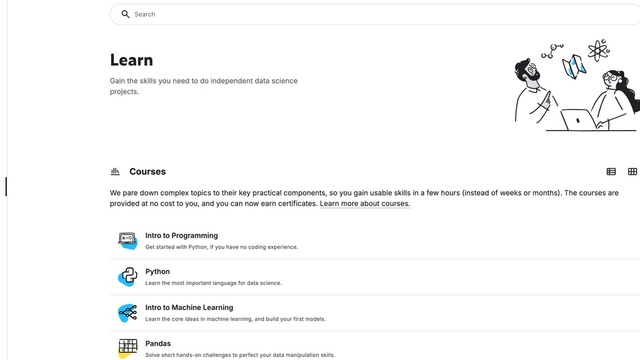 Search
Learn
Gain the skills you need to do independent data science
projects.
Courses
We pare down complex topics to their key practical components, so you gain usable skills in a few hours (instead of weeks or months). The courses are
provided at no cost to you, and you can now earn certificates. Learn more about courses.
Intro to Programming
Get started with Python, if you have no coding experience.
Python
Learn the most important language for data science.
Intro to Machine Learning
Learn the core ideas in machine learning, and build your first models.
Pandas
Solve short hands-on challenges to perfect your data manipulation skills.